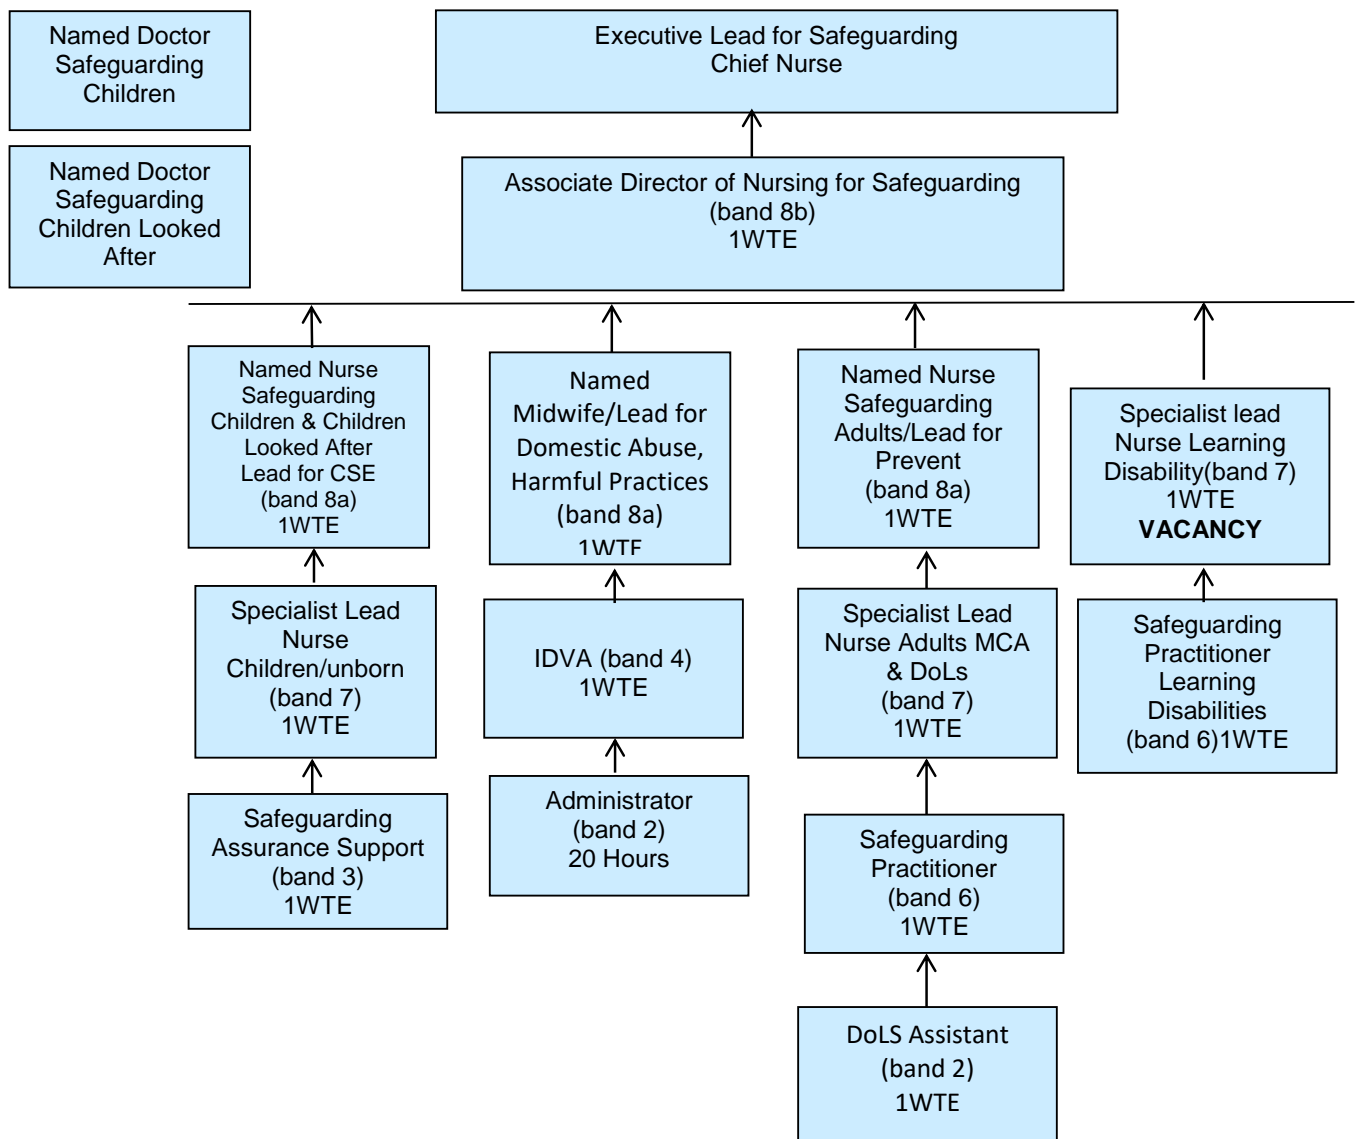 Named Doctor
Safeguarding
Children
Executive Lead for Safeguarding
Chief Nurse
Named Doctor
Safeguarding
Children Looked
After
Associate Director of Nursing for Safeguarding
(band 8b)
1WTE
Named Nurse
Safeguarding
Children & Children
Looked After
Lead for CSE
(band 8a)
1WTE
Named
Midwife/Lead for
Domestic Abuse,
Harmful Practices
(band 8a)
1WTE
Named Nurse
Safeguarding
Adults/Lead for
Prevent
(band 8a)
1WTE
Specialist lead
Nurse Learning
Disability(band 7)
1WTE
VACANCY
Specialist Lead
Nurse
Children/unborn
(band 7)
1WTE
IDVA (band 4)
1WTE
Specialist Lead
Nurse Adults MCA
& DoLs
(band 7)
1WTE
Safeguarding
Practitioner
Learning
Disabilities
(band 6)1WTE
Safeguarding
Assurance Support
(band 3)
1WTE
Administrator
(band 2)
20 Hours
Safeguarding
Practitioner
(band 6)
1WTE
DoLS Assistant
(band 2)
1WTE